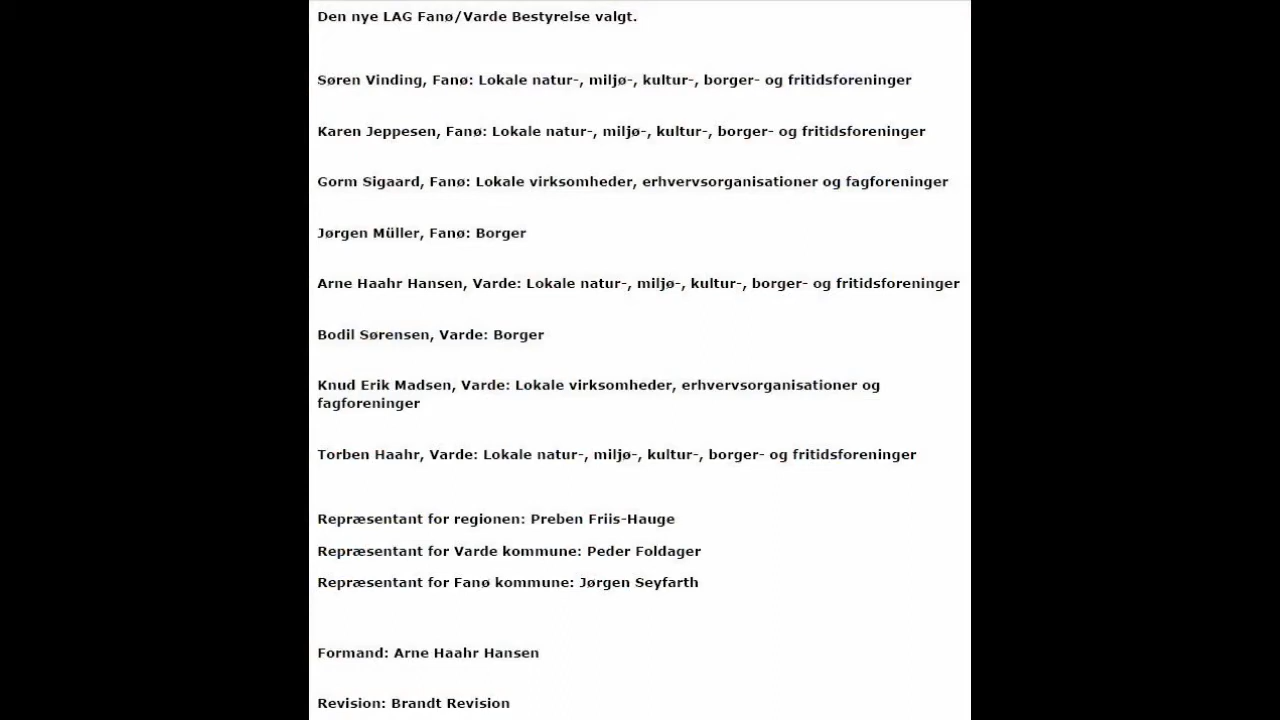 Den nye LAG Fanø/Varde Bestyrelse valgt.
Søren Vinding, Fanø: Lokale natur-, miljø-, kultur-, borger- og fritidsforeninger
Karen Jeppesen, Fanø: Lokale natur-, miljø-, kultur-, borger- og fritidsforeninger
Gorm Sigaard, Fanø: Lokale virksomheder, erhvervsorganisationer og fagforeninger
Jørgen Müller, Fanø: Borger
Arne Haahr Hansen, Varde: Lokale natur-, miljø-, kultur-, borger- og fritidsforeninger
Bodil Sørensen, Varde: Borger
Knud Erik Madsen, Varde: Lokale virksomheder, erhvervsorganisationer og
fagforeninger
Torben Haahr, Varde: Lokale natur-, miljø-, kultur-, borger- og fritidsforeninger
Repræsentant for regionen: Preben Friis-Hauge
Repræsentant for Varde kommune: Peder Foldager
Repræsentant for Fanø kommune: Jørgen Seyfarth
Formand: Arne Haahr Hansen
Revision: Brandt Revision